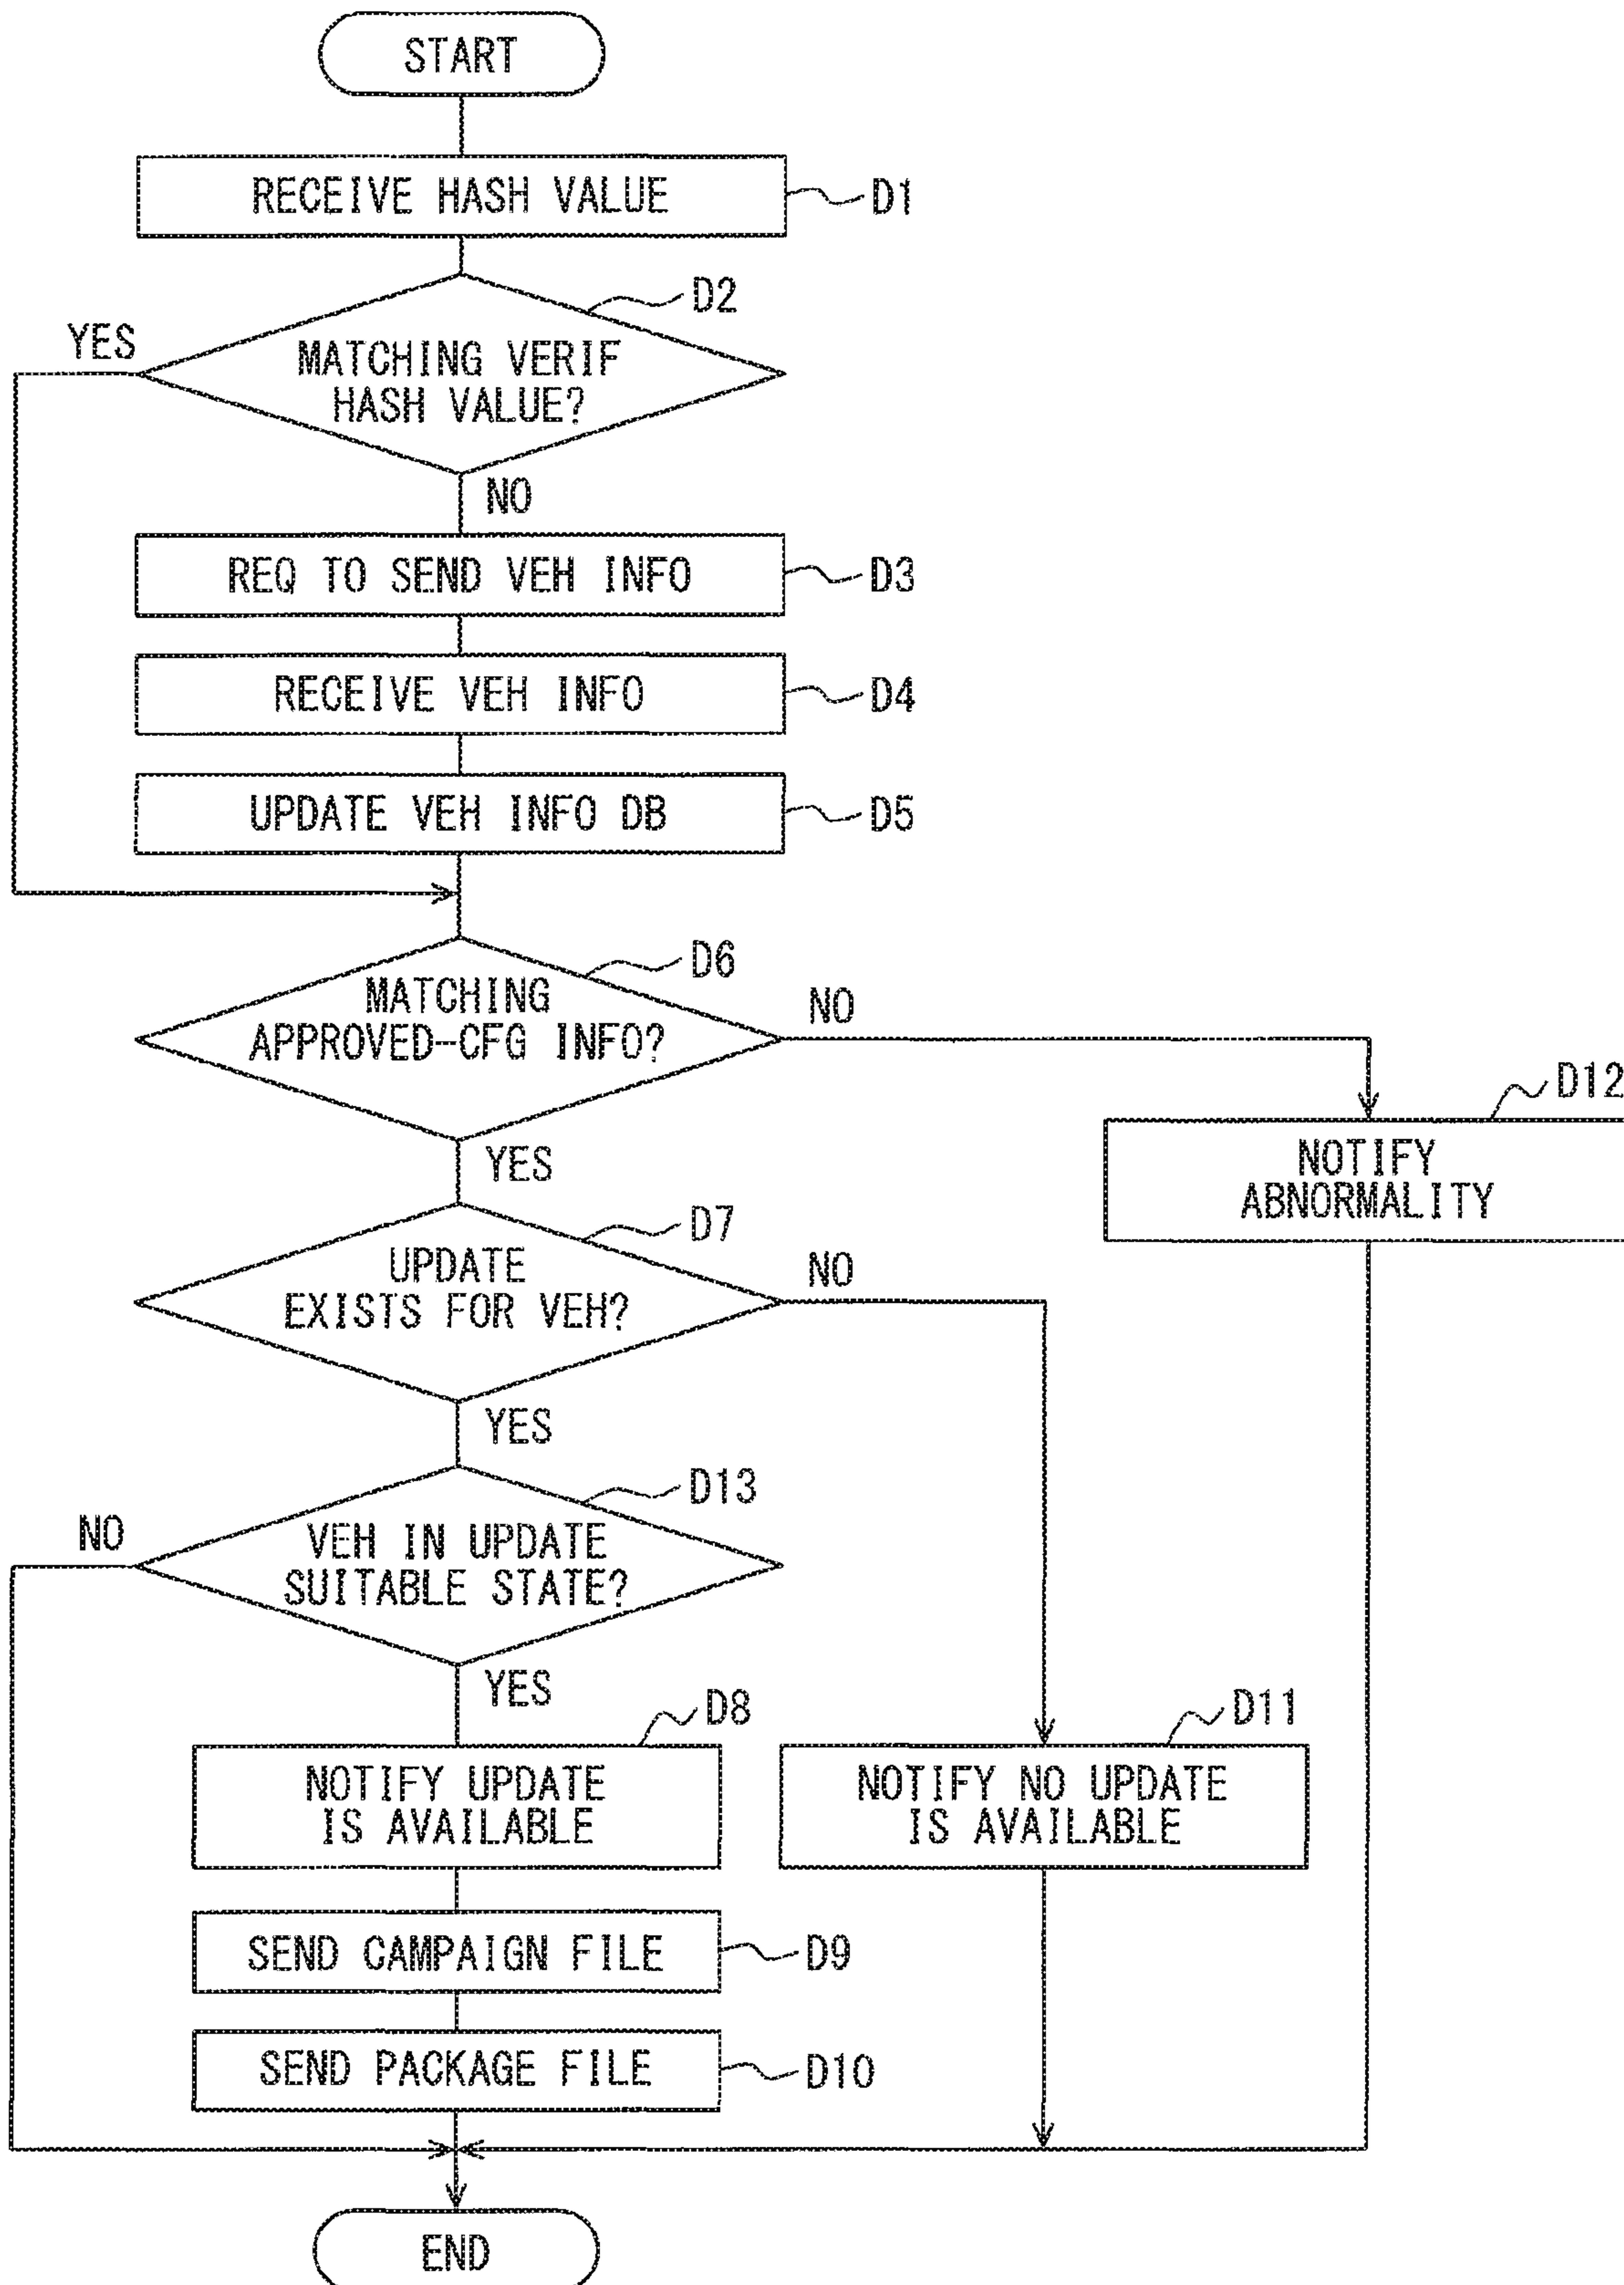 START
RECEIVE HASH VALUE
D1
D2
YES
MATCHING VERIF
HASH VALUE?
NO
REQ TO SEND VEH INFO
D3
RECEIVE VEH INFO
D4
UPDATE VEH INFO DB
D5
D6
MATCHING
APPROVED-CFG INFO?
NO
D12
NOTIFY
ABNORMALITY
YES
D7
UPDATE
EXISTS FOR VEH?
NO
YES
D13
NO
VEH IN UPDATE
SUITABLE STATE?
YES
D8
D11
NOTIFY UPDATE
IS AVAILABLE
NOTIFY NO UPDATE
IS AVAILABLE
SEND CAMPAIGN FILE
D9
SEND PACKAGE FILE
D10
END